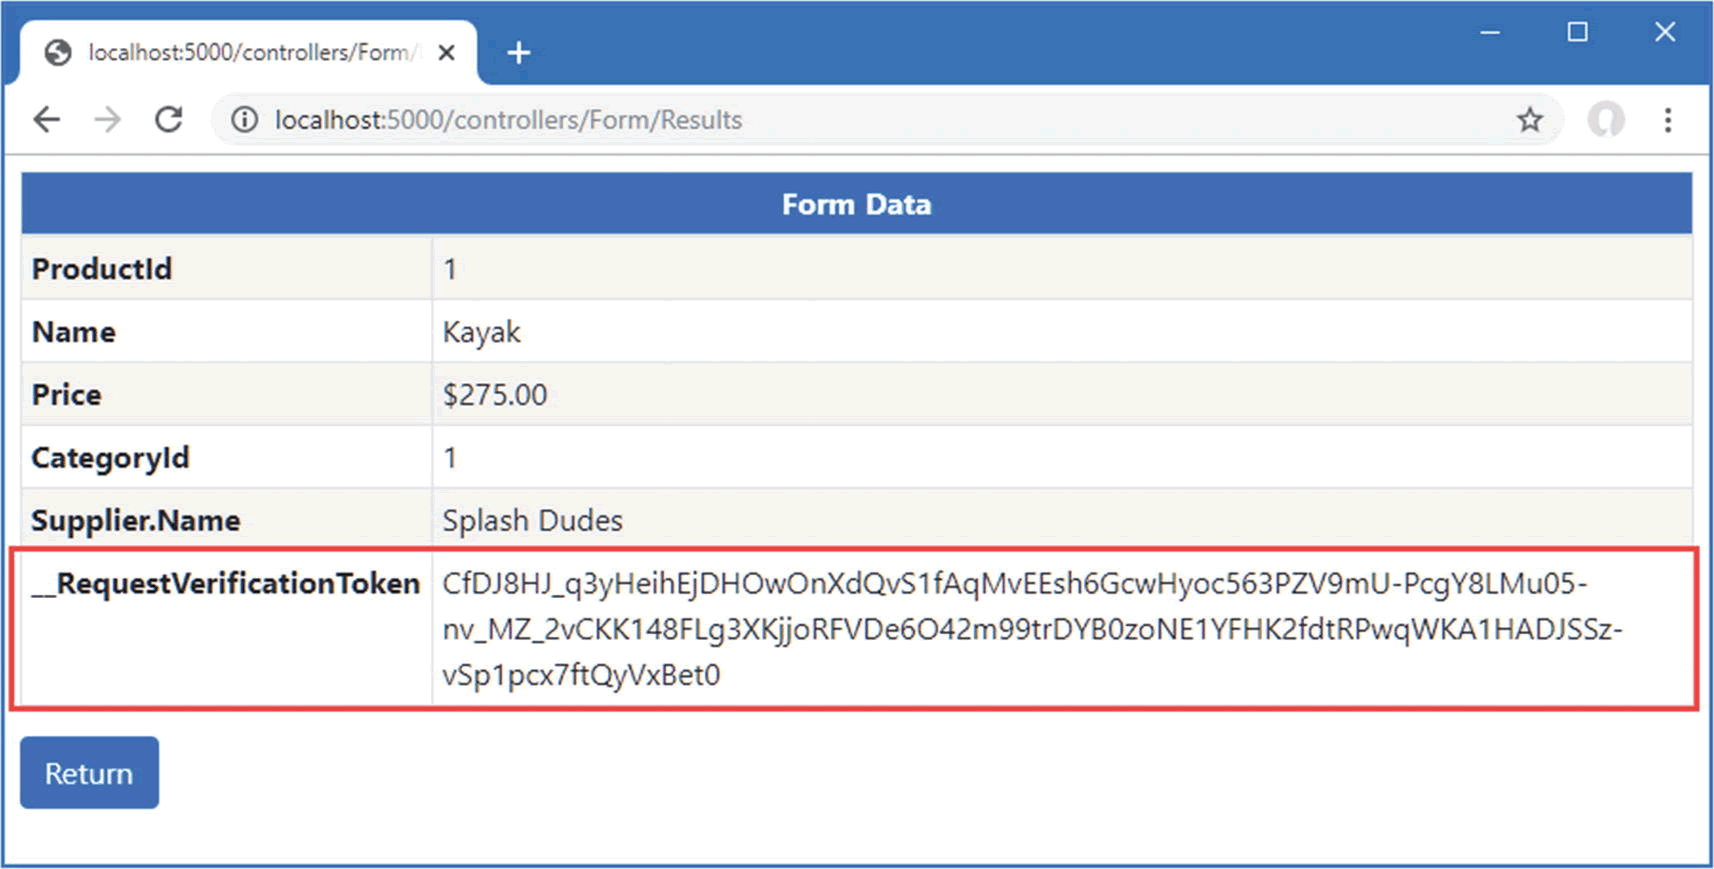 localhost:5000/controllers/Form/
localhost:5000/controllers/Form/Results
Form Data
ProductId 1
Name Kayak
Price $275.00
CategoryId 1
Supplier.Name Splash Dudes
__RequestVerificationToken CfDJ8HJ_q3yHeihEjDHOwOnXdQvS1fAqMvEEsh6GcwHyoc563PZV9mU-PcgY8LMu05-
nv_MZ_2vCKK148FLg3XKjjoRFVDe6O42m99trDYB0zoNE1YFHK2fdtRPwqWKA1HADJSSz-
vSp1pcx7ftQyVxBet0
Return